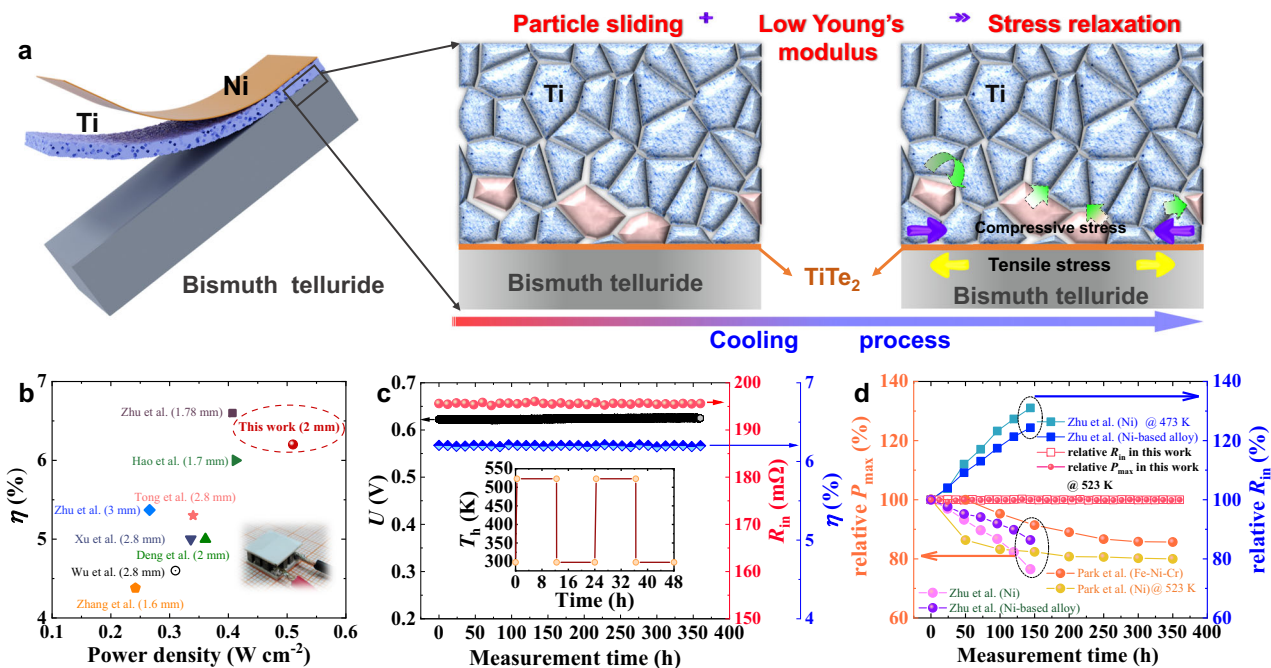 a
Particle sliding + Low Young's modulus Stress relaxation
Ni
Ti
Bismuth telluride
Ti
Bismuth telluride
TiTe2
Ti
Compressive stress
Tensile stress
Bismuth telluride
Cooling process
b
η (%)
7
6
5
4
0.1 0.2 0.3 0.4 0.5 0.6
Power density (W cm-2)
Zhu et al. (1.78 mm)
This work (2 mm)
Hao et al. (1.7 mm)
Tong et al. (2.8 mm)
Zhu et al. (3 mm)
Xu et al. (2.8 mm)
Deng et al. (2 mm)
Wu et al. (2.8 mm)
Zhang et al. (1.6 mm)
c
U (V)
0.7
0.6
0.5
0.4
0.3
0.2
0 50 100 150 200 250 300 350 400
Measurement time (h)
Rin (mΩ)
200
190
180
170
160
η (%)
7
6
5
4
Th (K)
550
500
450
400
350
300
0 12 24 36 48
Time (h)
d
relative Pmax (%)
140
130
120
110
100
90
80
70
60
0 50 100 150 200 250 300 350 400
Measurement time (h)
relative Rin (%)
140
130
120
110
100
90
80
70
60
Zhu et al. (Ni) @ 473 K
Zhu et al. (Ni-based alloy)
relative Rin in this work
relative Pmax in this work
@ 523 K
Park et al. (Fe-Ni-Cr)
Park et al. (Ni)@ 523 K
Zhu et al. (Ni)
Zhu et al. (Ni-based alloy)